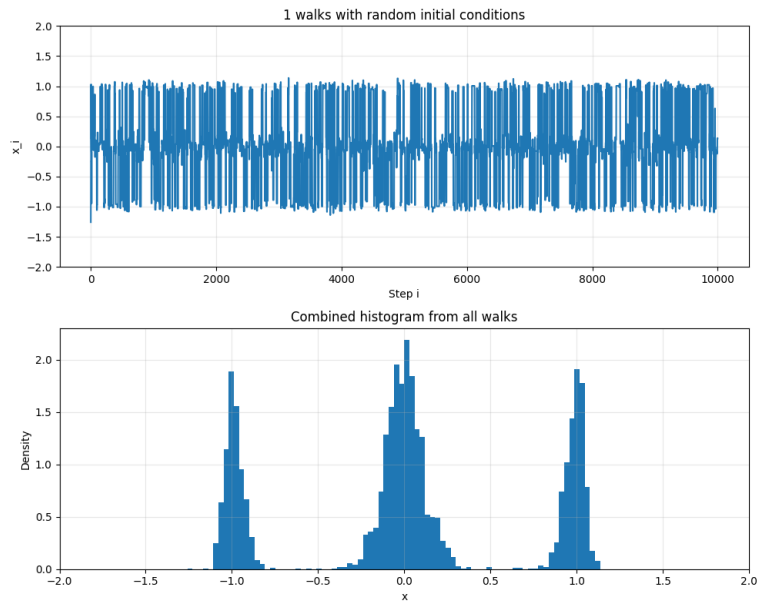 1 walks with random initial conditions
2.0
1.5
1.0
0.5
0.0
−0.5
−1.0
−1.5
−2.0
x_i
0 2000 4000 6000 8000 10000
Step i
Combined histogram from all walks
2.0
1.5
1.0
0.5
0.0
Density
−2.0 −1.5 −1.0 −0.5 0.0 0.5 1.0 1.5 2.0
x